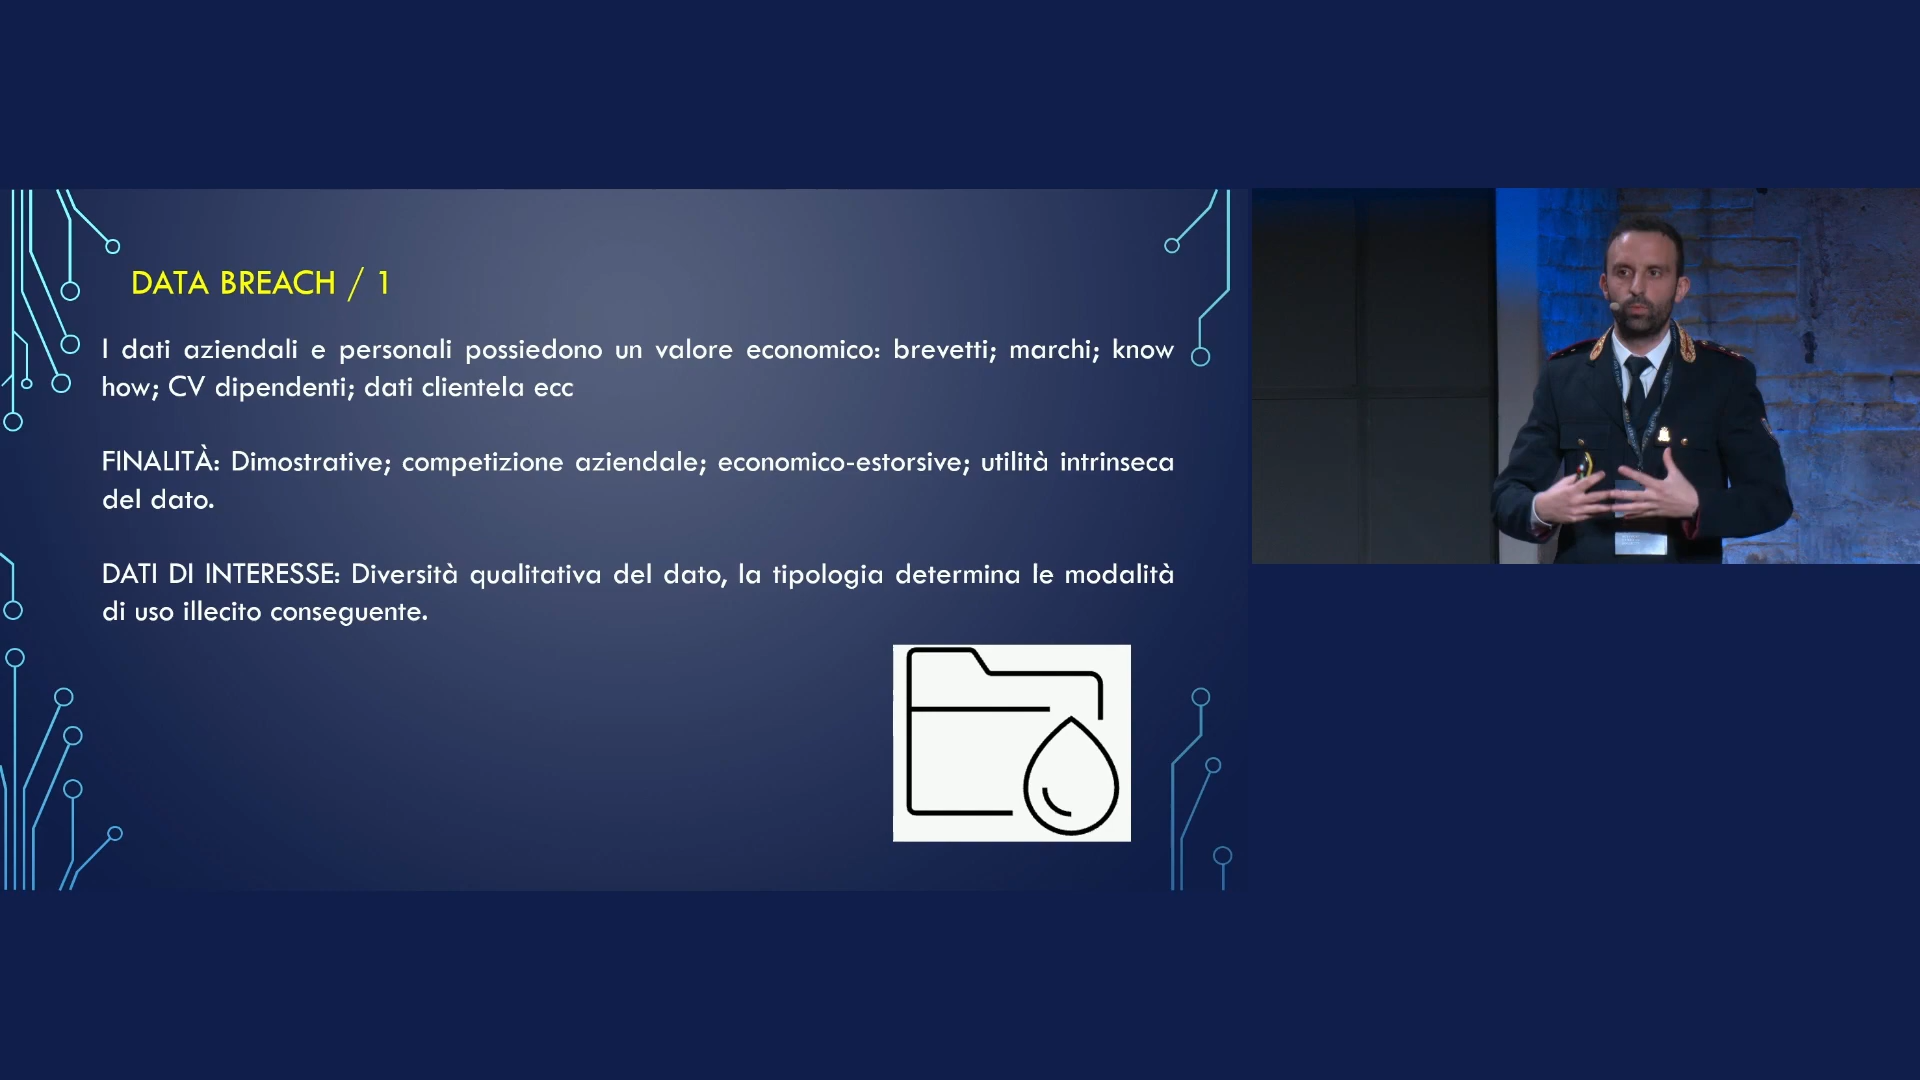 DATA BREACH / 1
I dati aziendali e personali possiedono un valore economico: brevetti; marchi; know
how; CV dipendenti; dati clientela ecc
FINALITÀ: Dimostrative; competizione aziendale; economico-estorsive; utilità intrinseca
del dato.
DATI DI INTERESSE: Diversità qualitativa del dato, la tipologia determina le modalità
di uso illecito conseguente.